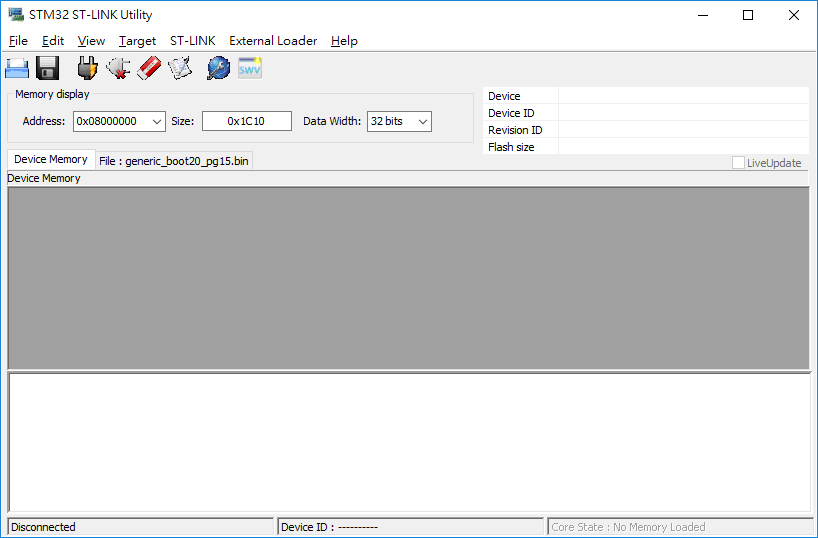 STM32 ST-LINK Utility
File Edit View Target ST-LINK External Loader Help
SWV
Memory display
Address: 0x08000000 Size: 0x1C10 Data Width: 32 bits
Device
Device ID
Revision ID
Flash size
LiveUpdate
Device Memory File : generic_boot20_pg15.bin
Device Memory
Disconnected Device ID : ---------- Core State : No Memory Loaded